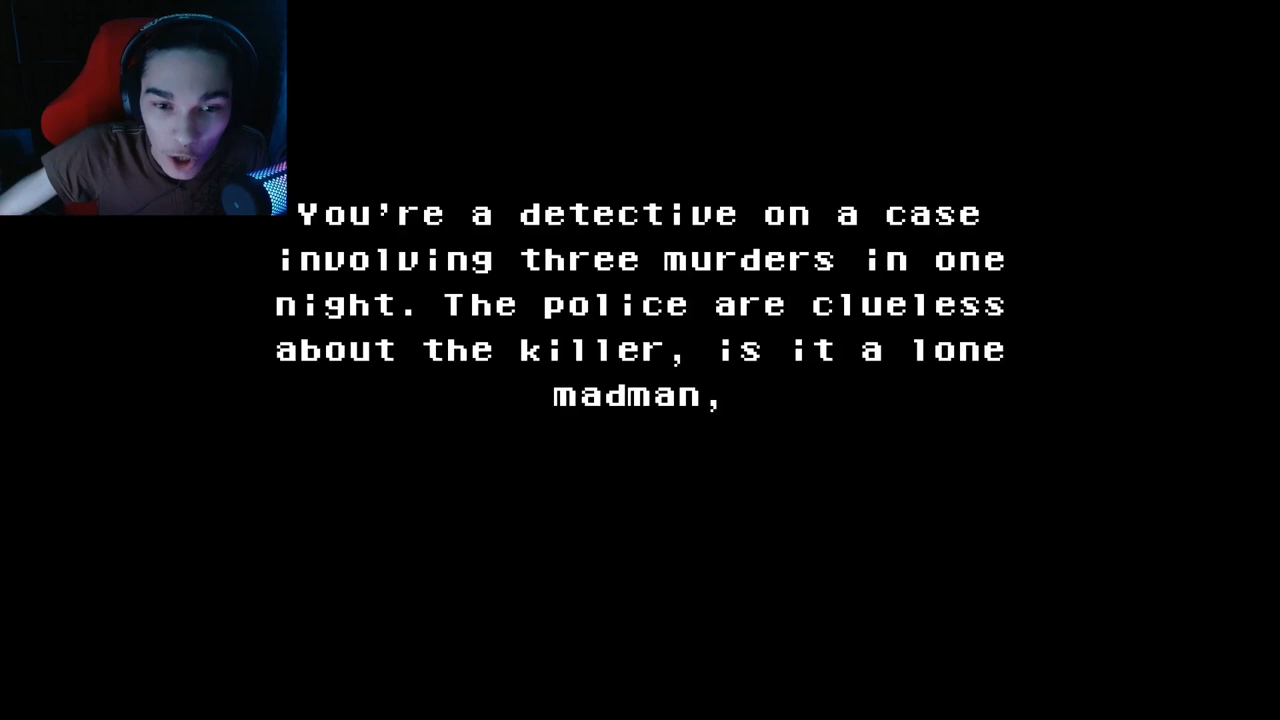 You're a detective on a case
involving three murders in one
night. The police are clueless
about the killer, is it a lone
madman,